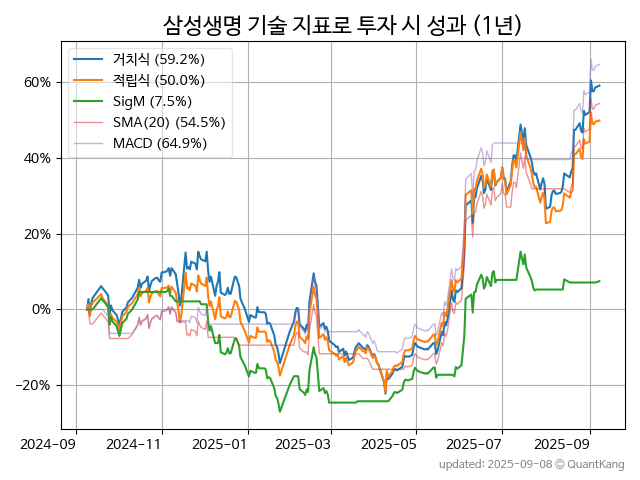 삼성생명 기술 지표로 투자 시 성과 (1년)
거치식 (59.2%)
적립식 (50.0%)
SigM (7.5%)
SMA(20) (54.5%)
MACD (64.9%)
60%
40%
20%
0%
−20%
2024-09 2024-11 2025-01 2025-03 2025-05 2025-07 2025-09
updated: 2025-09-08 ⓒ QuantKang